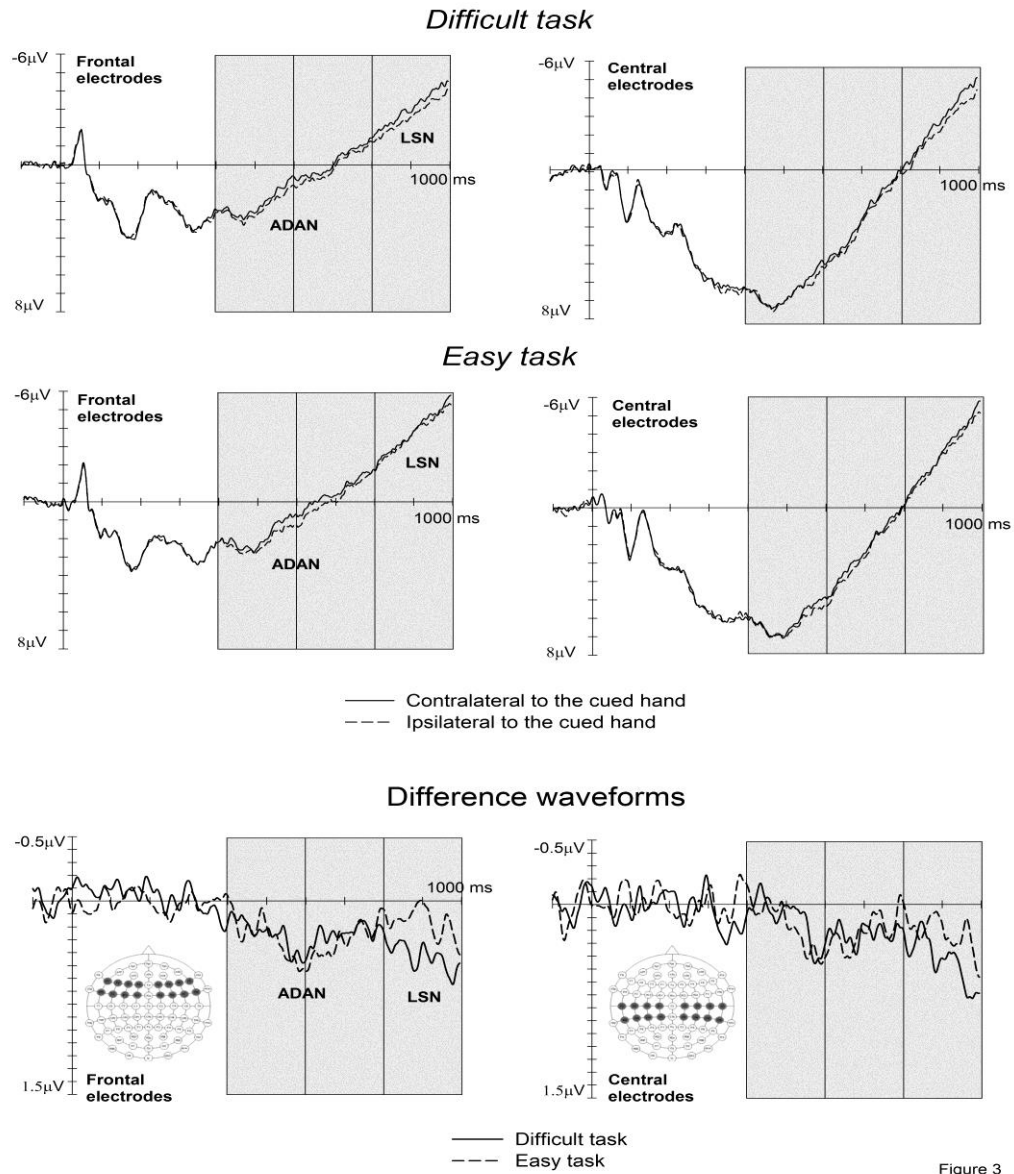 Difficult task
-6μV
Frontal
electrodes
LSN
1000 ms
ADAN
8μV
-6μV
Central
electrodes
1000 ms
8μV
Easy task
-6μV
Frontal
electrodes
LSN
1000 ms
ADAN
8μV
-6μV
Central
electrodes
1000 ms
8μV
Contralateral to the cued hand
Ipsilateral to the cued hand
Difference waveforms
-0.5μV
1000 ms
ADAN
LSN
1.5μV
Frontal
electrodes
-0.5μV
1000 ms
1.5μV
Central
electrodes
Difficult task
Easy task
Figure 3